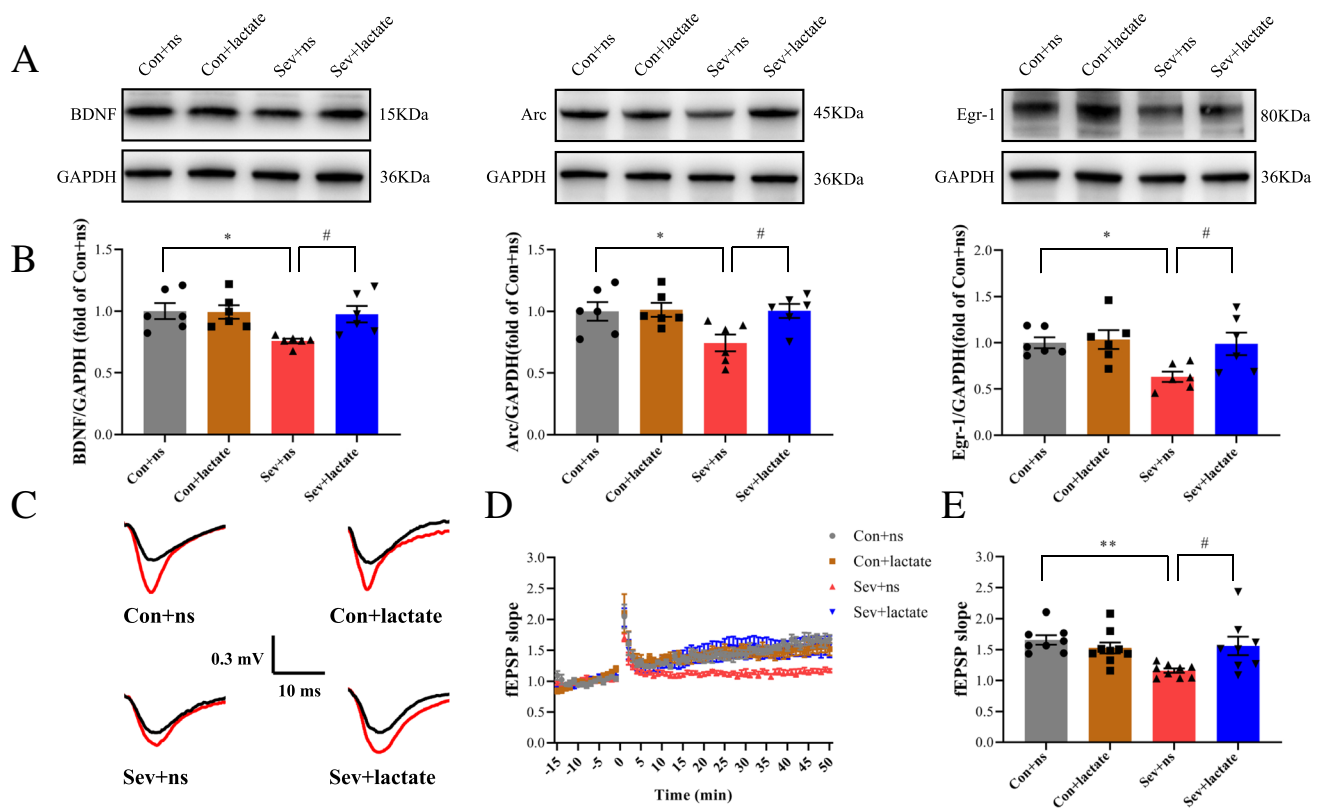 A
Con+ns
Con+lactate
Sev+ns
Sev+lactate
BDNF
15KDa
GAPDH
36KDa
Con+ns
Con+lactate
Sev+ns
Sev+lactate
Arc
45KDa
GAPDH
36KDa
Con+ns
Con+lactate
Sev+ns
Sev+lactate
Egr-1
80KDa
GAPDH
36KDa
B
BDNF/GAPDH (fold of Con+ns)
1.5
1.0
0.5
0.0
*
#
Con+ns
Con+lactate
Sev+ns
Sev+lactate
Arc/GAPDH(fold of Con+ns)
1.5
1.0
0.5
0.0
*
#
Con+ns
Con+lactate
Sev+ns
Sev+lactate
Egr-1/GAPDH(fold of Con+ns)
2.0
1.5
1.0
0.5
0.0
*
#
Con+ns
Con+lactate
Sev+ns
Sev+lactate
C
Con+ns
Con+lactate
0.3 mV
10 ms
Sev+ns
Sev+lactate
D
Con+ns
Con+lactate
Sev+ns
Sev+lactate
fEPSP slope
3.0
2.5
2.0
1.5
1.0
0.5
0.0
-15 -10 -5 0 5 10 15 20 25 30 35 40 45 50
Time (min)
E
fEPSP slope
3.0
2.5
2.0
1.5
1.0
0.5
0.0
**
#
Con+ns
Con+lactate
Sev+ns
Sev+lactate